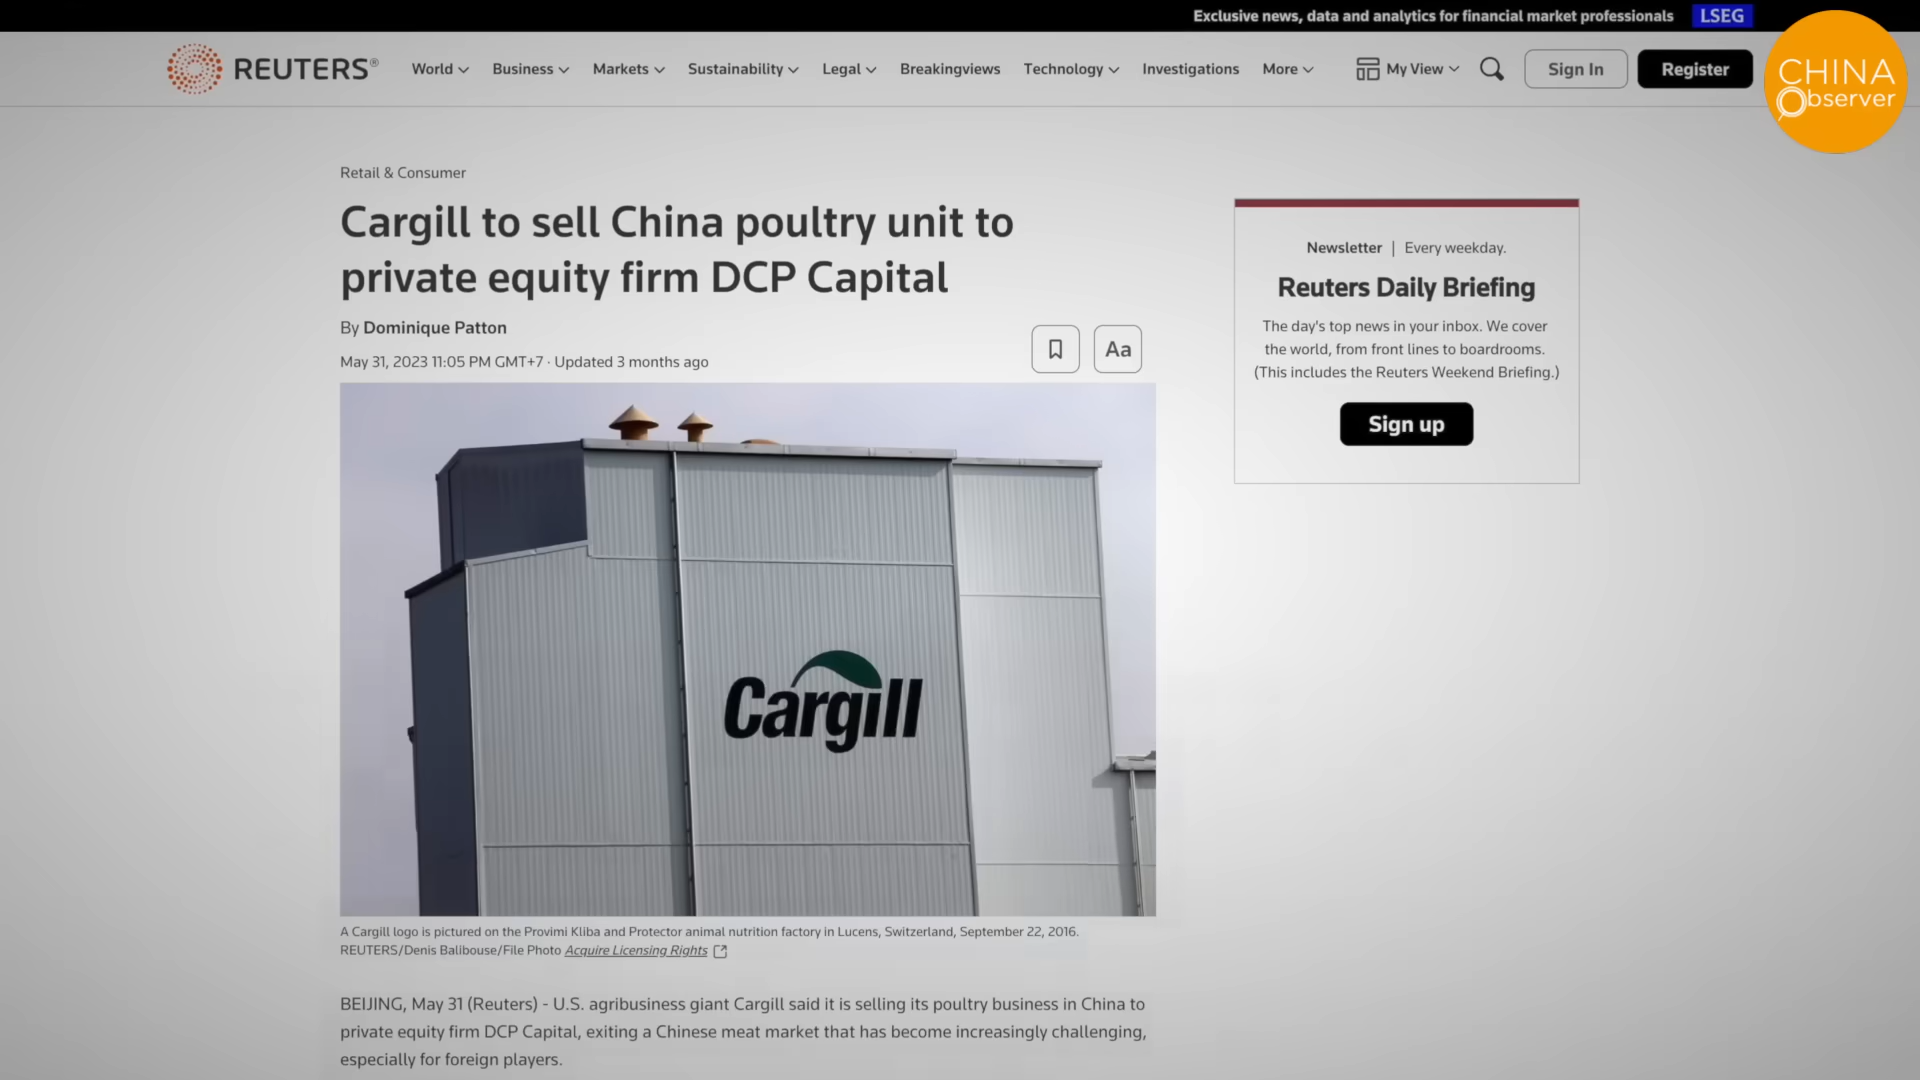 Exclusive news, data and analytics for financial market professionals LSEG
REUTERS® World Business Markets Sustainability Legal Breakingviews Technology Investigations More My View Sign In Register
CHINA
Observer
Retail & Consumer
Cargill to sell China poultry unit to
private equity firm DCP Capital
By Dominique Patton
May 31, 2023 11:05 PM GMT+7 · Updated 3 months ago
Aa
Newsletter | Every weekday.
Reuters Daily Briefing
The day's top news in your inbox. We cover
the world, from front lines to boardrooms.
(This includes the Reuters Weekend Briefing.)
Sign up
Cargill
A Cargill logo is pictured on the Provimi Kliba and Protector animal nutrition factory in Lucens, Switzerland, September 22, 2016.
REUTERS/Denis Balibouse/File Photo Acquire Licensing Rights
BEIJING, May 31 (Reuters) - U.S. agribusiness giant Cargill said it is selling its poultry business in China to
private equity firm DCP Capital, exiting a Chinese meat market that has become increasingly challenging,
especially for foreign players.